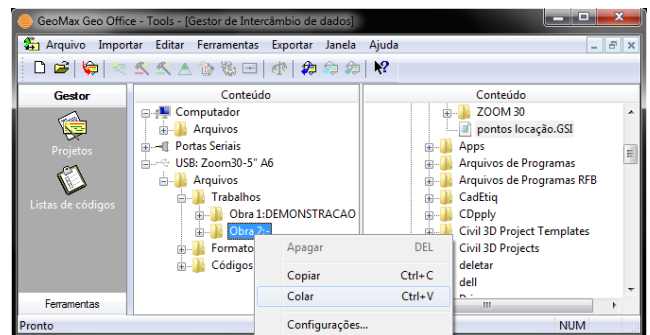 GeoMax Geo Office - Tools - [Gestor de Intercâmbio de dados]
Arquivo Importar Editar Ferramentas Exportar Janela Ajuda
Gestor
Projetos
Listas de códigos
Ferramentas
Conteúdo
Computador
Arquivos
Portas Seriais
USB: Zoom30-5" A6
Arquivos
Trabalhos
Obra 1:DEMONSTRACAO
Obra 2:-
Formato
Códigos
Apagar DEL
Copiar Ctrl+C
Colar Ctrl+V
Configurações...
Conteúdo
ZOOM 30
pontos locação.GSI
Apps
Arquivos de Programas
Arquivos de Programas RFB
CadEtiq
CDpply
Civil 3D Project Templates
Civil 3D Projects
deletar
dell
Pronto NUM